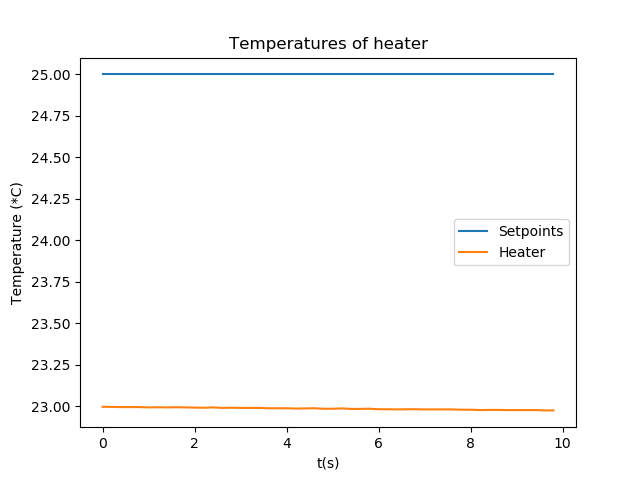 Temperatures of heater
Temperature (*C)
25.00
24.75
24.50
24.25
24.00
23.75
23.50
23.25
23.00
Setpoints
Heater
0 2 4 6 8 10
t(s)